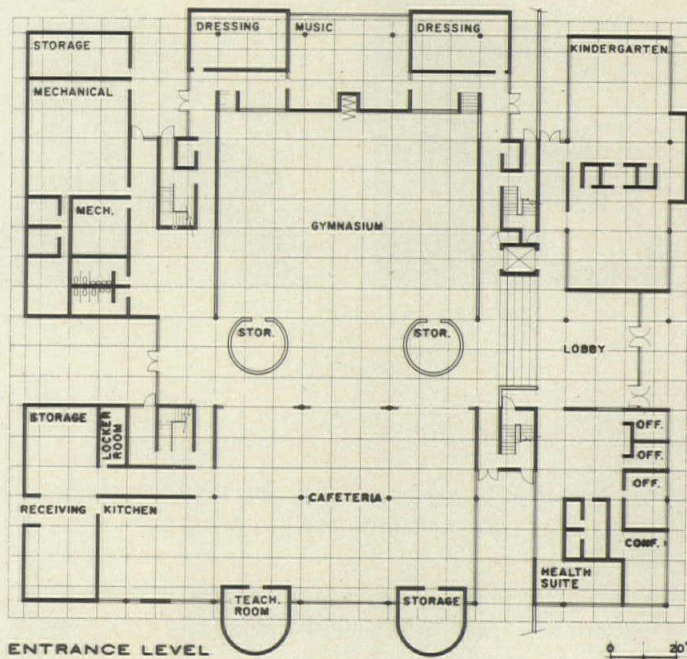 DRESSING
MUSIC
DRESSING
STORAGE
KINDERGARTEN
MECHANICAL
MECH.
GYMNASIUM
STOR.
STOR.
LOBBY
STORAGE
LOCKER
ROOM
OFF.
OFF.
OFF.
CAFETERIA
RECEIVING
KITCHEN
CONF.
HEALTH
SUITE
TEACH.
ROOM
STORAGE
ENTRANCE LEVEL
0 20'